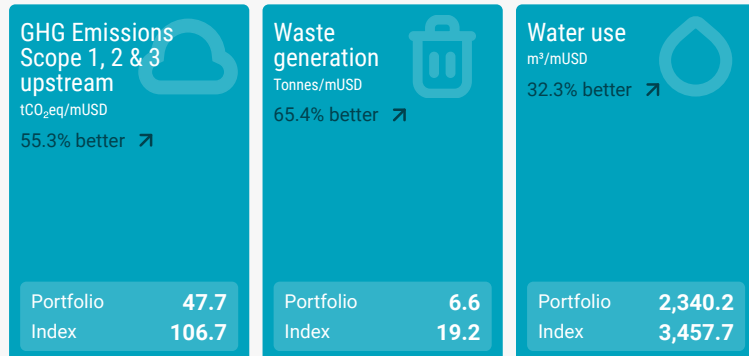 GHG Emissions
Scope 1, 2 & 3
upstream
tCO₂eq/mUSD
55.3% better
Portfolio 47.7
Index 106.7
Waste
generation
Tonnes/mUSD
65.4% better
Portfolio 6.6
Index 19.2
Water use
m³/mUSD
32.3% better
Portfolio 2,340.2
Index 3,457.7